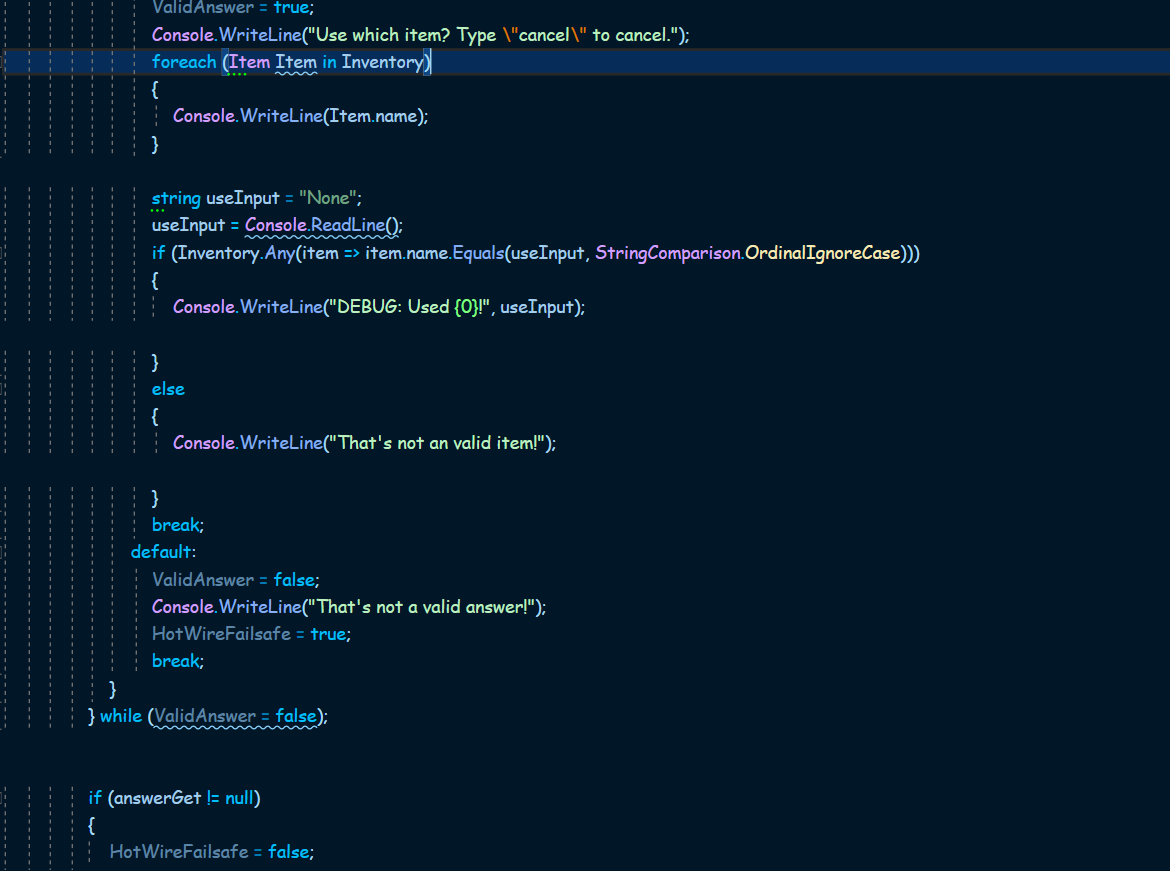 ValidAnswer = true;
Console.WriteLine("Use which item? Type \"cancel\" to cancel.");
foreach (Item Item in Inventory)
{
Console.WriteLine(Item.name);
}
string useInput = "None";
useInput = Console.ReadLine();
if (Inventory.Any(item => item.name.Equals(useInput, StringComparison.OrdinalIgnoreCase)))
{
Console.WriteLine("DEBUG: Used {0}!", useInput);
}
else
{
Console.WriteLine("That's not an valid item!");
}
break;
default:
ValidAnswer = false;
Console.WriteLine("That's not a valid answer!");
HotWireFailsafe = true;
break;
}
} while (ValidAnswer = false);
if (answerGet != null)
{
HotWireFailsafe = false;